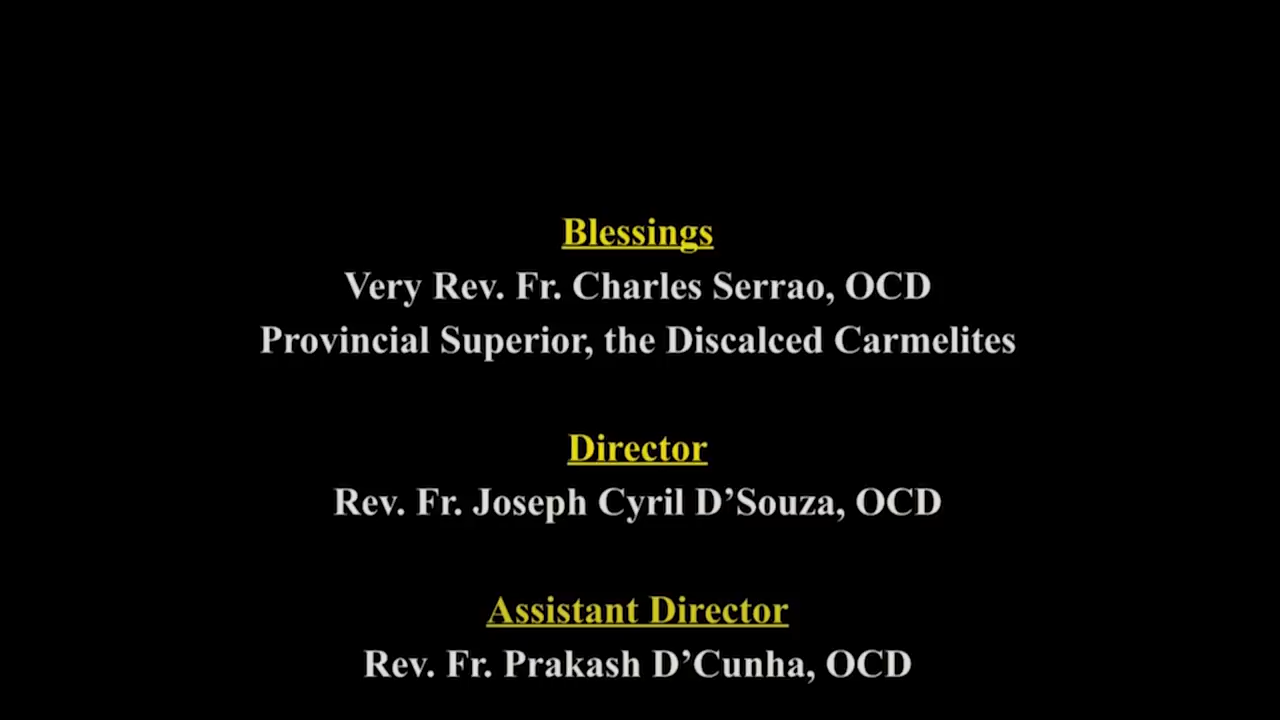 Blessings
Very Rev. Fr. Charles Serrao, OCD
Provincial Superior, the Discalced Carmelites
Director
Rev. Fr. Joseph Cyril D’Souza, OCD
Assistant Director
Rev. Fr. Prakash D’Cunha, OCD